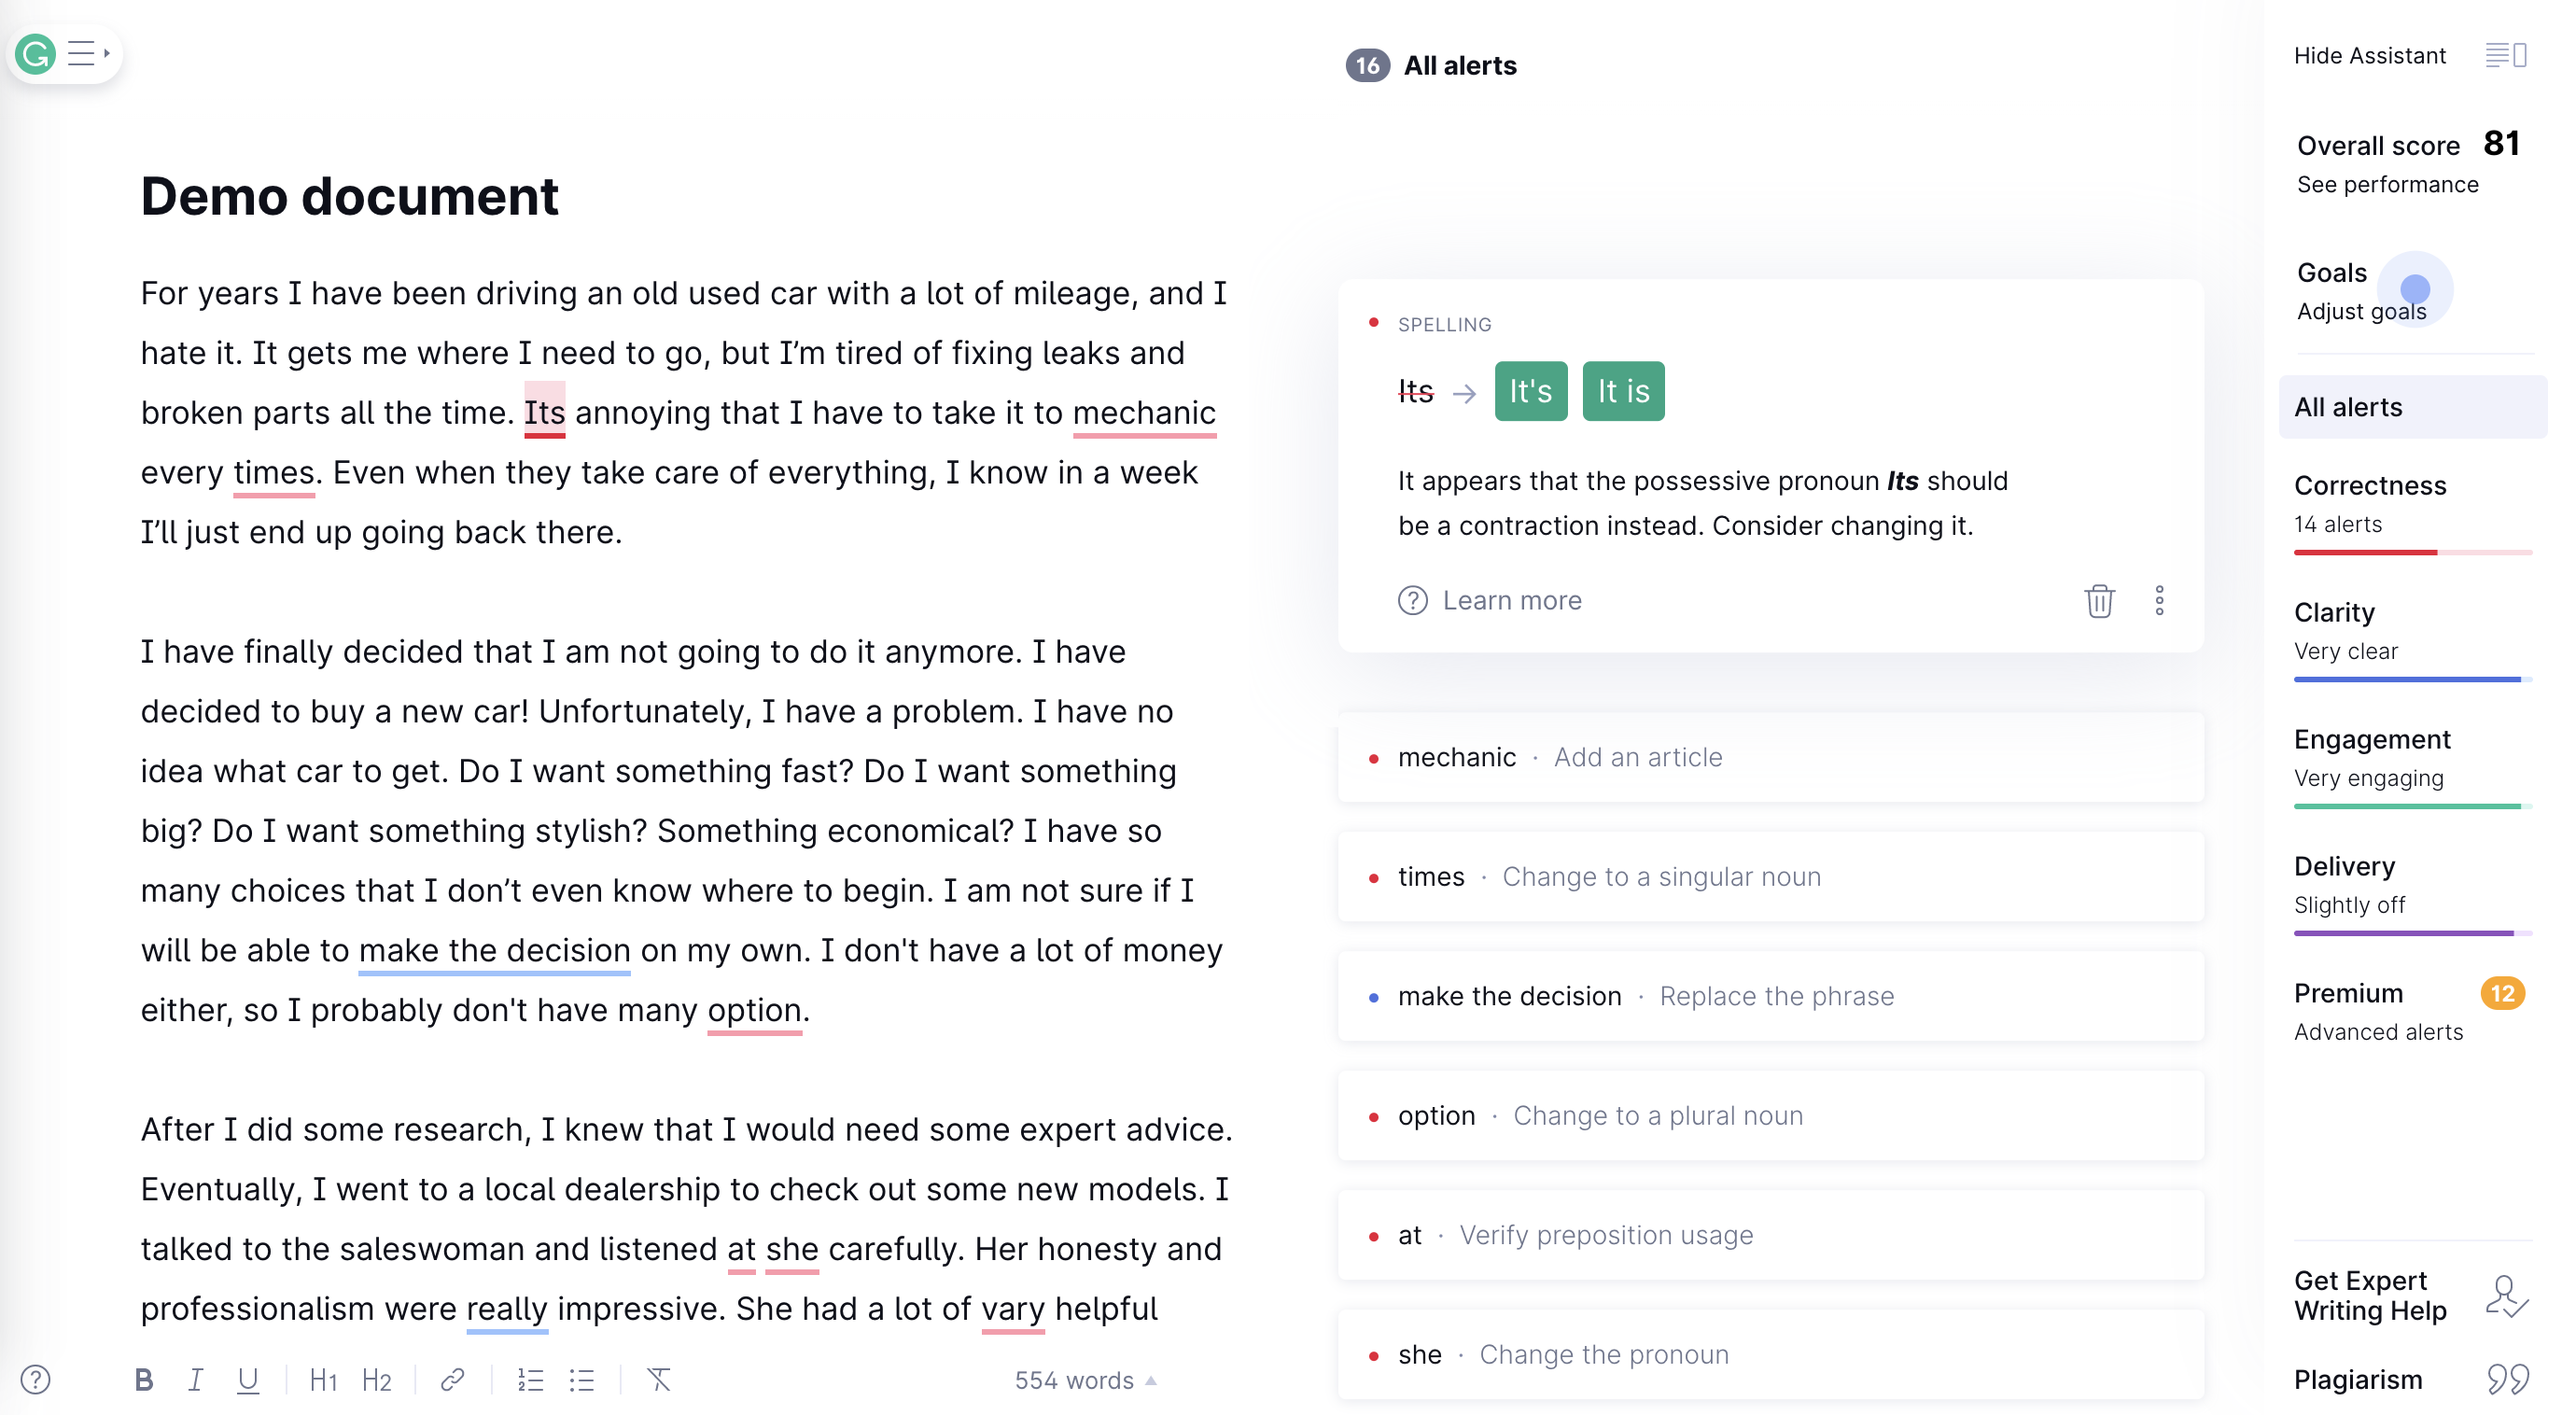 16 All alerts
Hide Assistant
Demo document
For years I have been driving an old used car with a lot of mileage, and I
hate it. It gets me where I need to go, but I’m tired of fixing leaks and
broken parts all the time. Its annoying that I have to take it to mechanic
every times. Even when they take care of everything, I know in a week
I’ll just end up going back there.
I have finally decided that I am not going to do it anymore. I have
decided to buy a new car! Unfortunately, I have a problem. I have no
idea what car to get. Do I want something fast? Do I want something
big? Do I want something stylish? Something economical? I have so
many choices that I don’t even know where to begin. I am not sure if I
will be able to make the decision on my own. I don't have a lot of money
either, so I probably don't have many option.
After I did some research, I knew that I would need some expert advice.
Eventually, I went to a local dealership to check out some new models. I
talked to the saleswoman and listened at she carefully. Her honesty and
professionalism were really impressive. She had a lot of vary helpful
B I U H1 H2
554 words
SPELLING
Its → It's It is
It appears that the possessive pronoun Its should
be a contraction instead. Consider changing it.
Learn more
mechanic · Add an article
times · Change to a singular noun
make the decision · Replace the phrase
option · Change to a plural noun
at · Verify preposition usage
she · Change the pronoun
Overall score 81
See performance
Goals
Adjust goals
All alerts
Correctness
14 alerts
Clarity
Very clear
Engagement
Very engaging
Delivery
Slightly off
Premium 12
Advanced alerts
Get Expert
Writing Help
Plagiarism